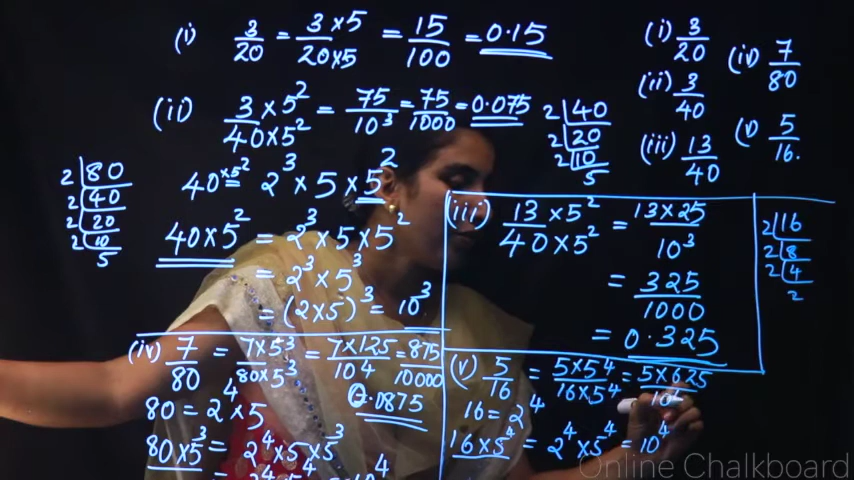 (i) 3/20 = 3×5/20×5 = 15/100 = 0.15
(ii) 3×5²/40×5² = 75/10³ = 75/1000 = 0.075
40×5² = 2³×5×5²
40×5² = 2³×5×5²
= 2³×5³
= (2×5)³ = 10³
2|80
2|40
2|20
2|10
5
2|40
2|20
2|10
5
(i) 3/20
(ii) 3/40
(iii) 13/40
(iv) 7/80
(v) 5/16.
(iii) 13×5²/40×5² = 13×25/10³
= 325/1000
= 0.325
2|16
2|8
2|4
2
(iv) 7/80 = 7×5³/80×5³ = 7×125/10⁴ = 875/10000
0.0875
80 = 2⁴×5
80×5³ = 2⁴×5×5³
(v) 5/16 = 5×5⁴/16×5⁴ = 5×625/10⁴
16 = 2⁴
16×5⁴ = 2⁴×5⁴ = 10⁴
Online Chalkboard